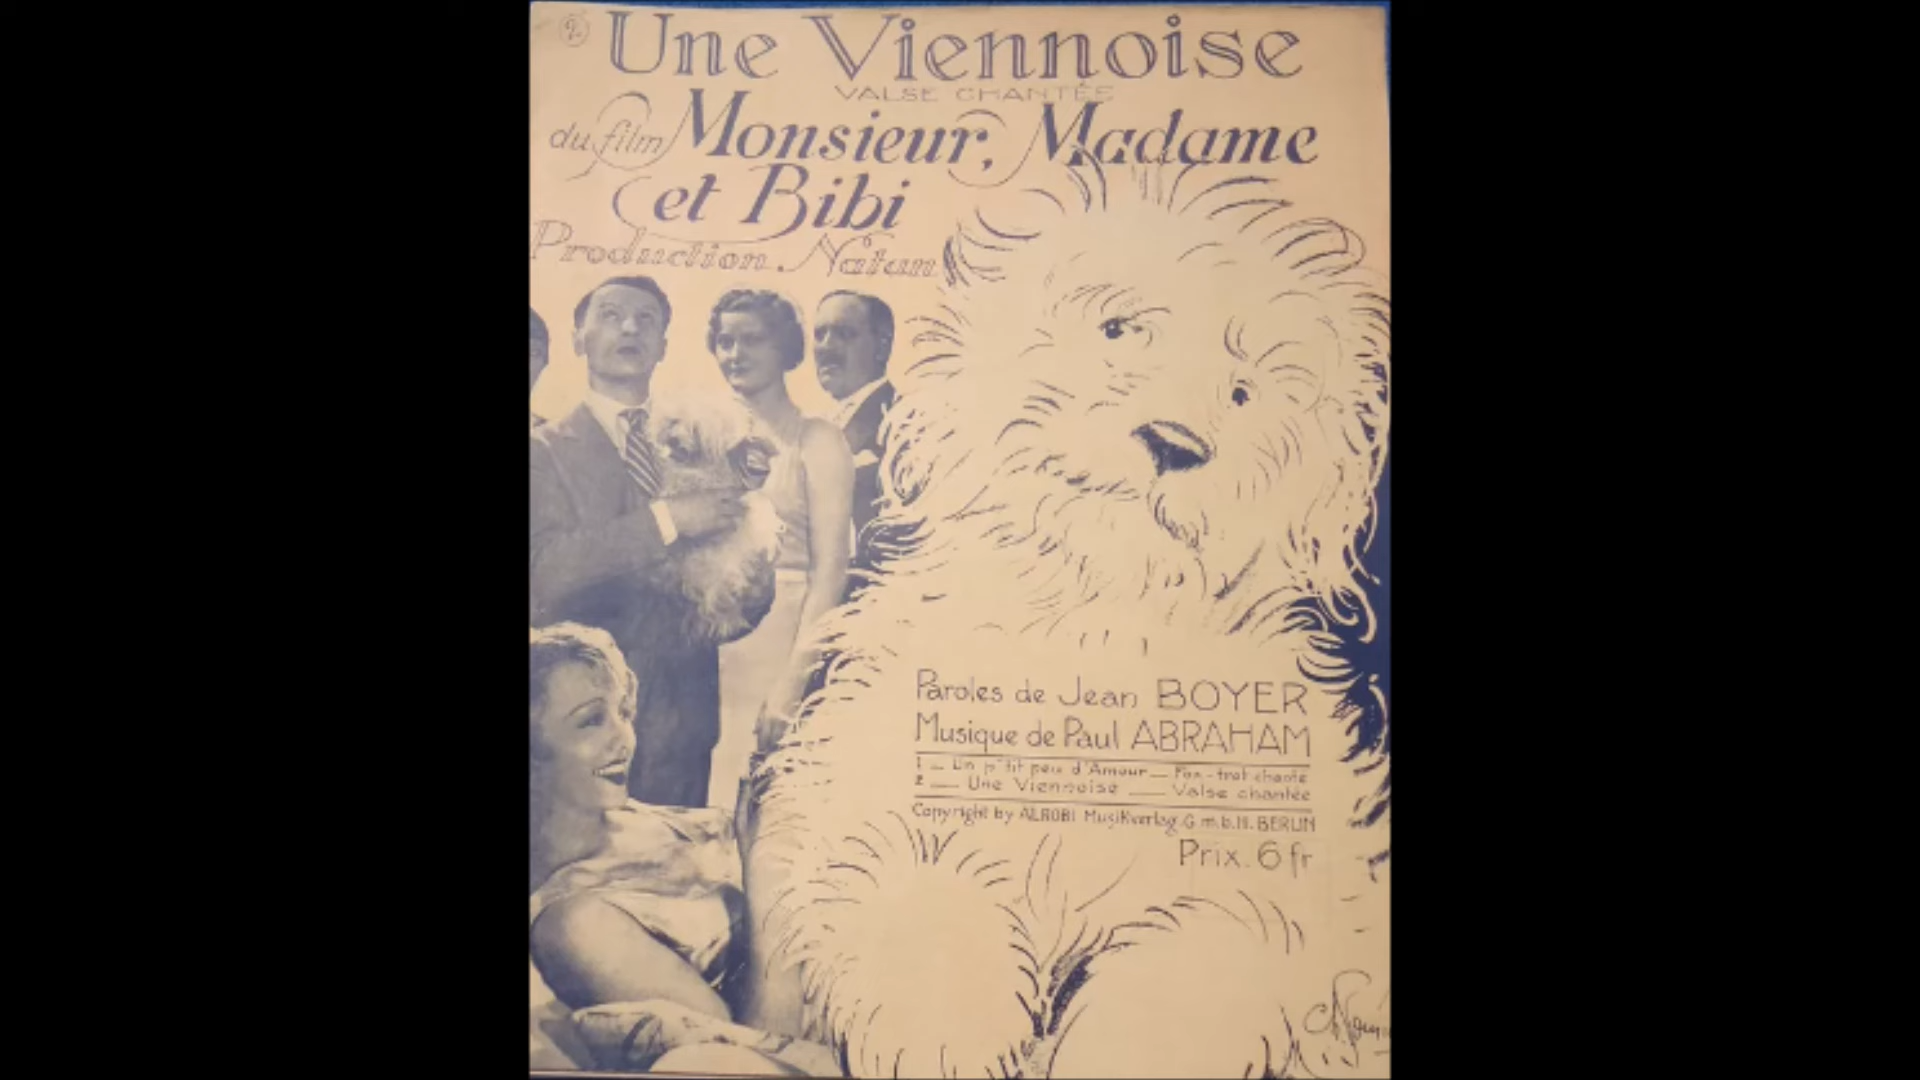 2
Une Viennoise
VALSE CHANTÉE
du film Monsieur, Madame
et Bibi
Production Natan
Paroles de Jean BOYER
Musique de Paul ABRAHAM
1 _ Un p'tit peu d'Amour _ Fox-trot chanté
2 __ Une Viennoise __ Valse chantée
Copyright by ALROBI Musikverlag G.m.b.H. BERLIN
Prix. 6 fr